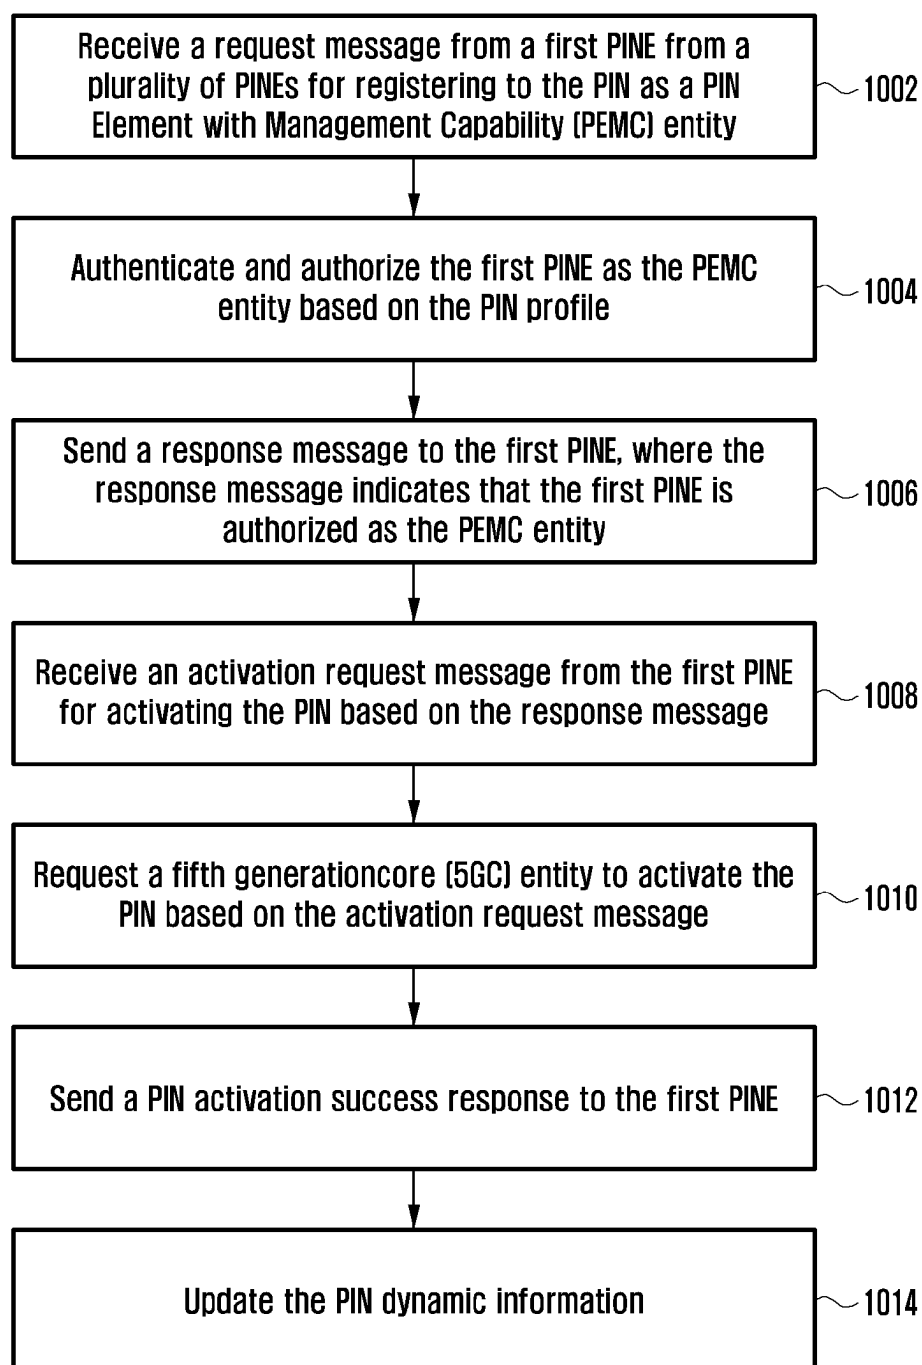 Receive a request message from a first PINE from a
plurality of PINEs for registering to the PIN as a PIN
Element with Management Capability (PEMC) entity
1002
Authenticate and authorize the first PINE as the PEMC
entity based on the PIN profile
1004
Send a response message to the first PINE, where the
response message indicates that the first PINE is
authorized as the PEMC entity
1006
Receive an activation request message from the first PINE
for activating the PIN based on the response message
1008
Request a fifth generationcore (5GC) entity to activate the
PIN based on the activation request message
1010
Send a PIN activation success response to the first PINE
1012
Update the PIN dynamic information
1014